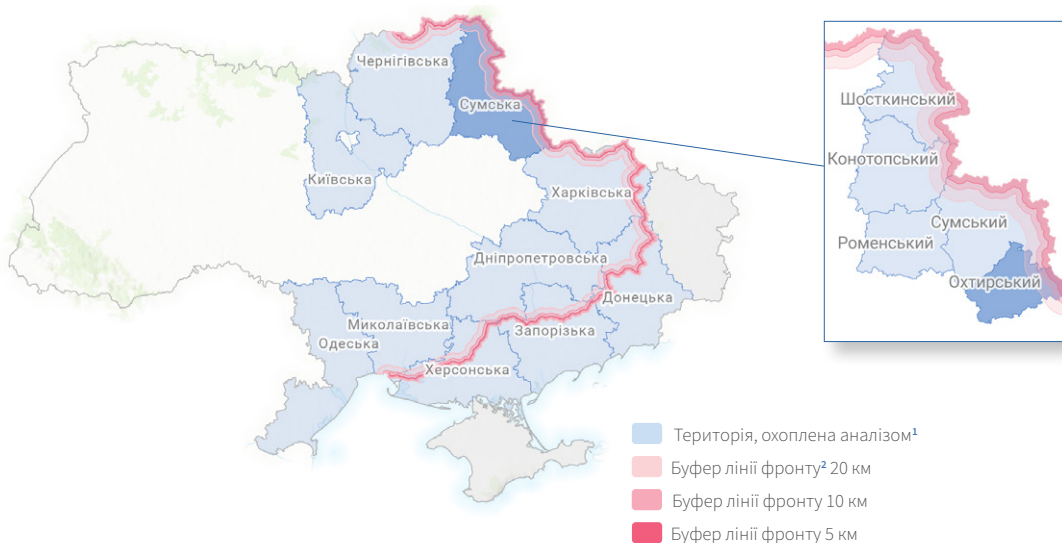 Чернігівська
Сумська
Київська
Харківська
Дніпропетровська
Донецька
Запорізька
Миколаївська
Одеська
Херсонська
Шосткинський
Конотопський
Сумський
Роменський
Охтирський
Територія, охоплена аналізом¹
Буфер лінії фронту² 20 км
Буфер лінії фронту 10 км
Буфер лінії фронту 5 км